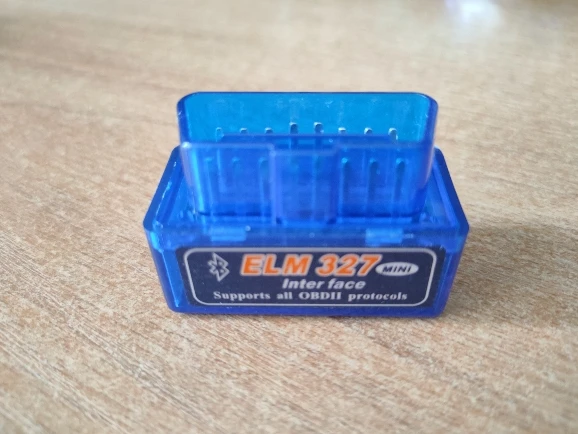 ELM 327 MINI
Inter face
Supports all OBDII protocols